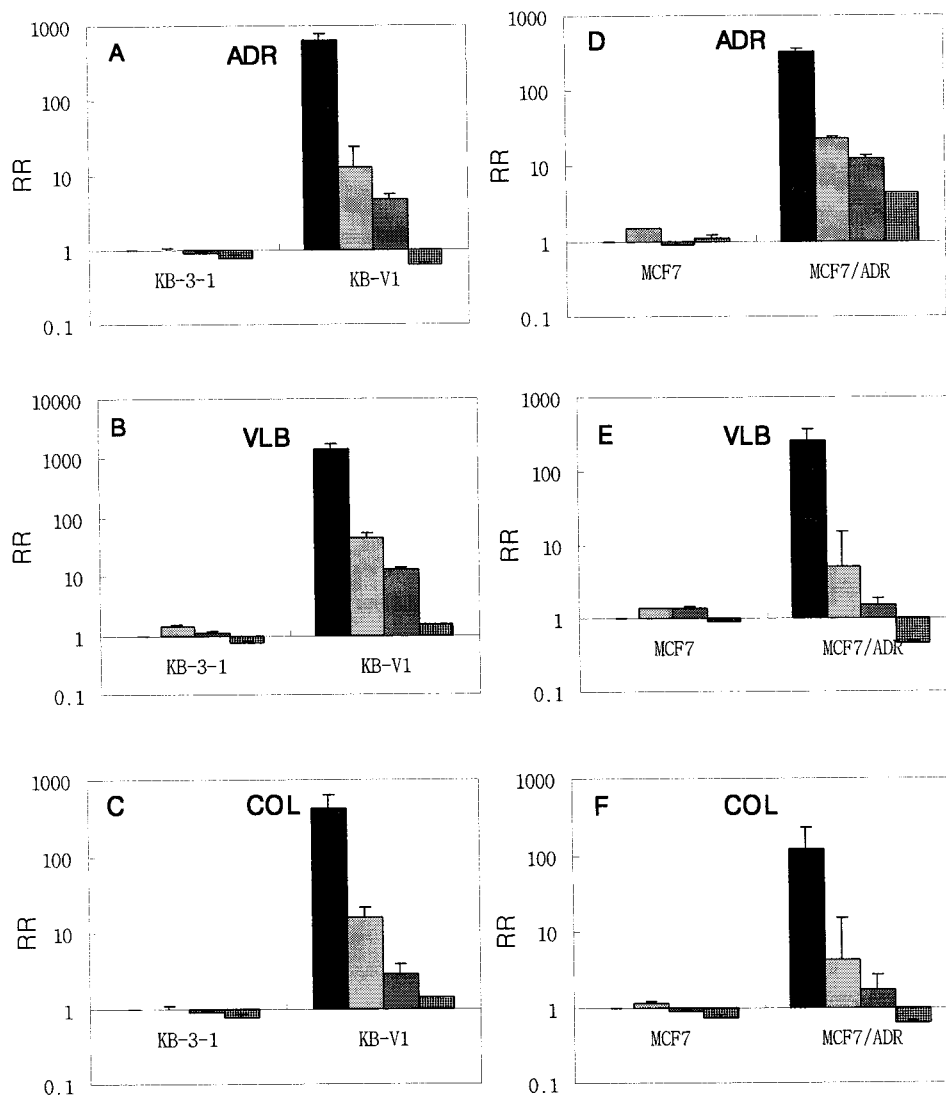 A ADR
1000
100
10
1
0.1
RR
KB-3-1 KB-V1
D ADR
1000
100
10
1
0.1
RR
MCF7 MCF7/ADR
B VLB
10000
1000
100
10
1
0.1
RR
KB-3-1 KB-V1
E VLB
1000
100
10
1
0.1
RR
MCF7 MCF7/ADR
C COL
1000
100
10
1
0.1
RR
KB-3-1 KB-V1
F COL
1000
100
10
1
0.1
RR
MCF7 MCF7/ADR